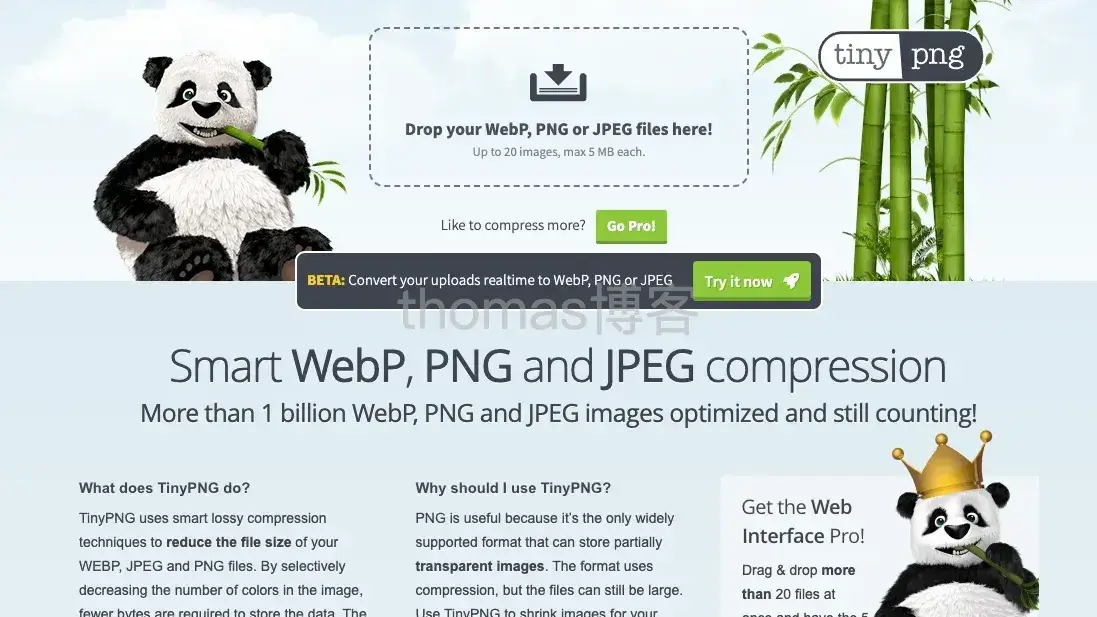 tiny png
Drop your WebP, PNG or JPEG files here!
Up to 20 images, max 5 MB each.
Like to compress more? Go Pro!
BETA: Convert your uploads realtime to WebP, PNG or JPEG Try it now
thomas博客
Smart WebP, PNG and JPEG compression
More than 1 billion WebP, PNG and JPEG images optimized and still counting!
What does TinyPNG do?
TinyPNG uses smart lossy compression
techniques to reduce the file size of your
WEBP, JPEG and PNG files. By selectively
decreasing the number of colors in the image,
fewer bytes are required to store the data. The
Why should I use TinyPNG?
PNG is useful because it's the only widely
supported format that can store partially
transparent images. The format uses
compression, but the files can still be large.
Use TinyPNG to shrink images for your
Get the Web
Interface Pro!
Drag & drop more
than 20 files at
once and have the 5